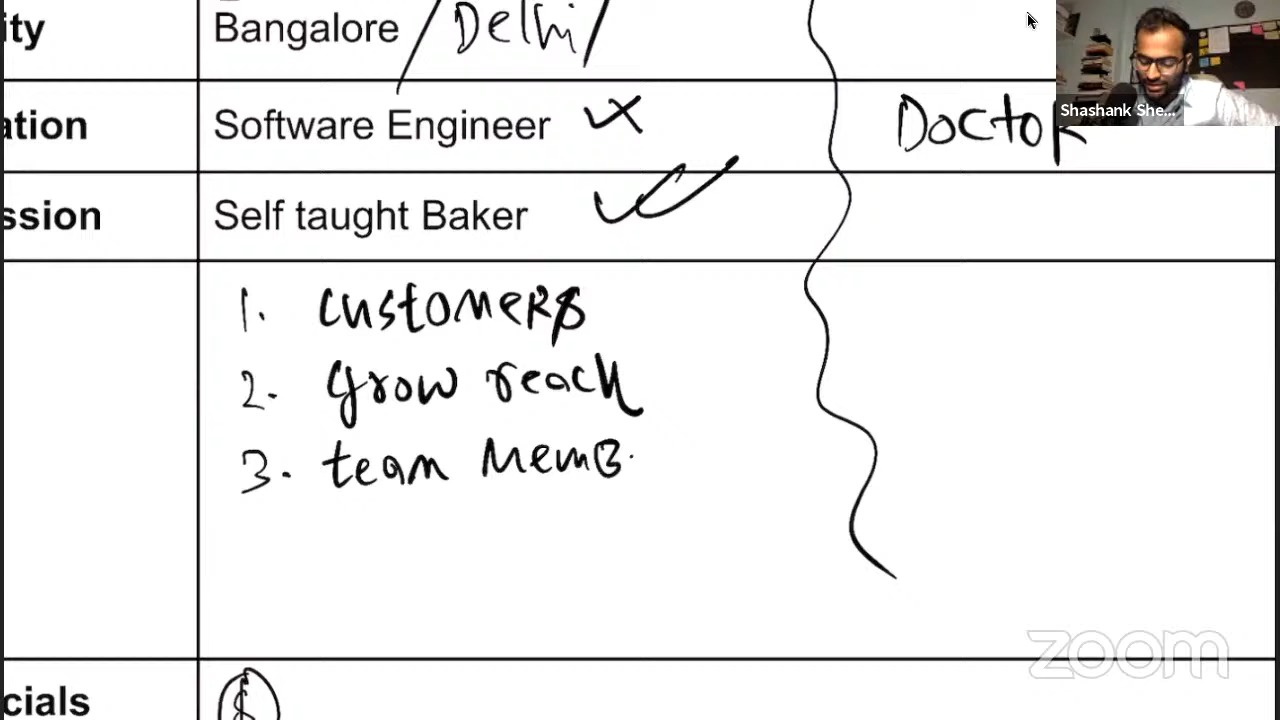 ity Bangalore / Delhi /
Shashank She...
ation Software Engineer Doctor
ssion Self taught Baker
1. customers
2. grow reach
3. team memb.
zoom
cials $